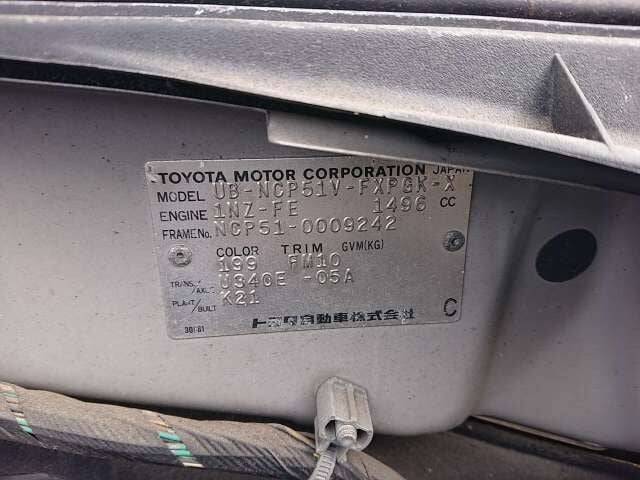 TOYOTA MOTOR CORPORATION JAPAN
MODEL UB-NCP51V-FXPGK-X
ENGINE 1NZ-FE 1496 CC
FRAME No. NCP51-0009242
COLOR TRIM GVM(KG)
199 FM10
TRANS./AXLE U340E -05A
PLANT/BUILT K21
トヨタ自動車株式会社
C